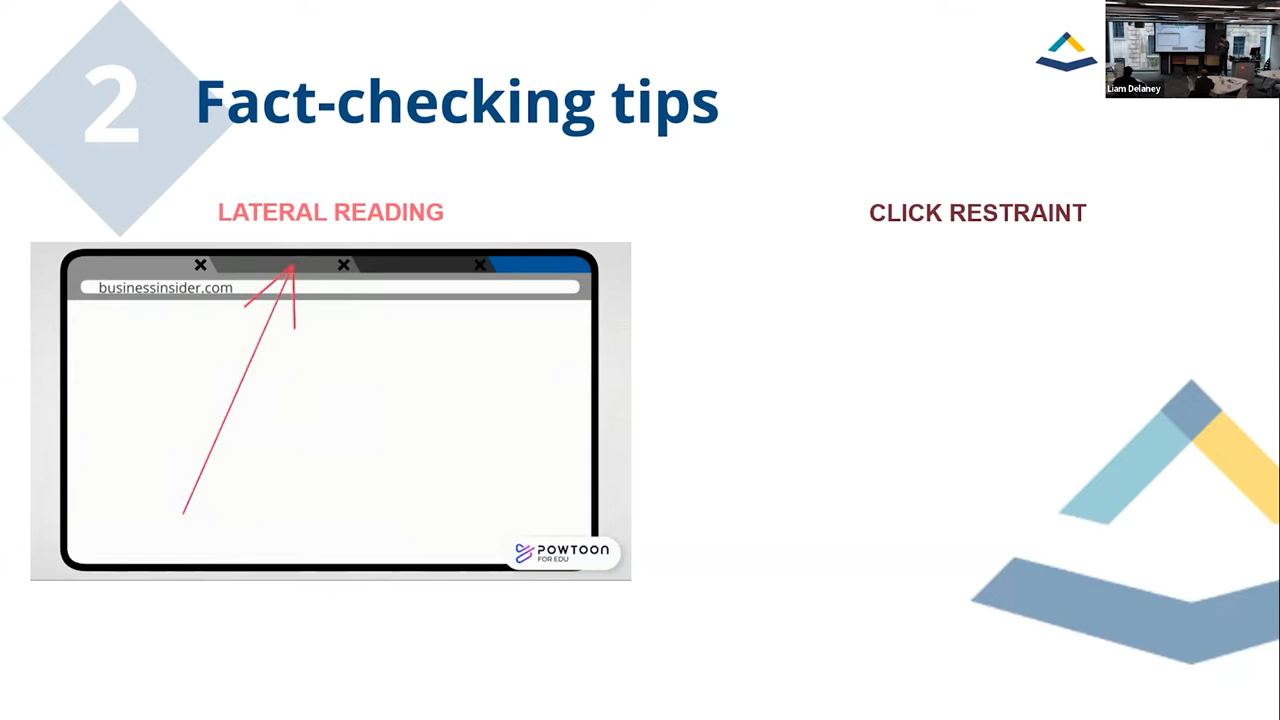 2
Fact-checking tips
Liam Delaney
LATERAL READING
CLICK RESTRAINT
businessinsider.com
POWTOON
FOR EDU